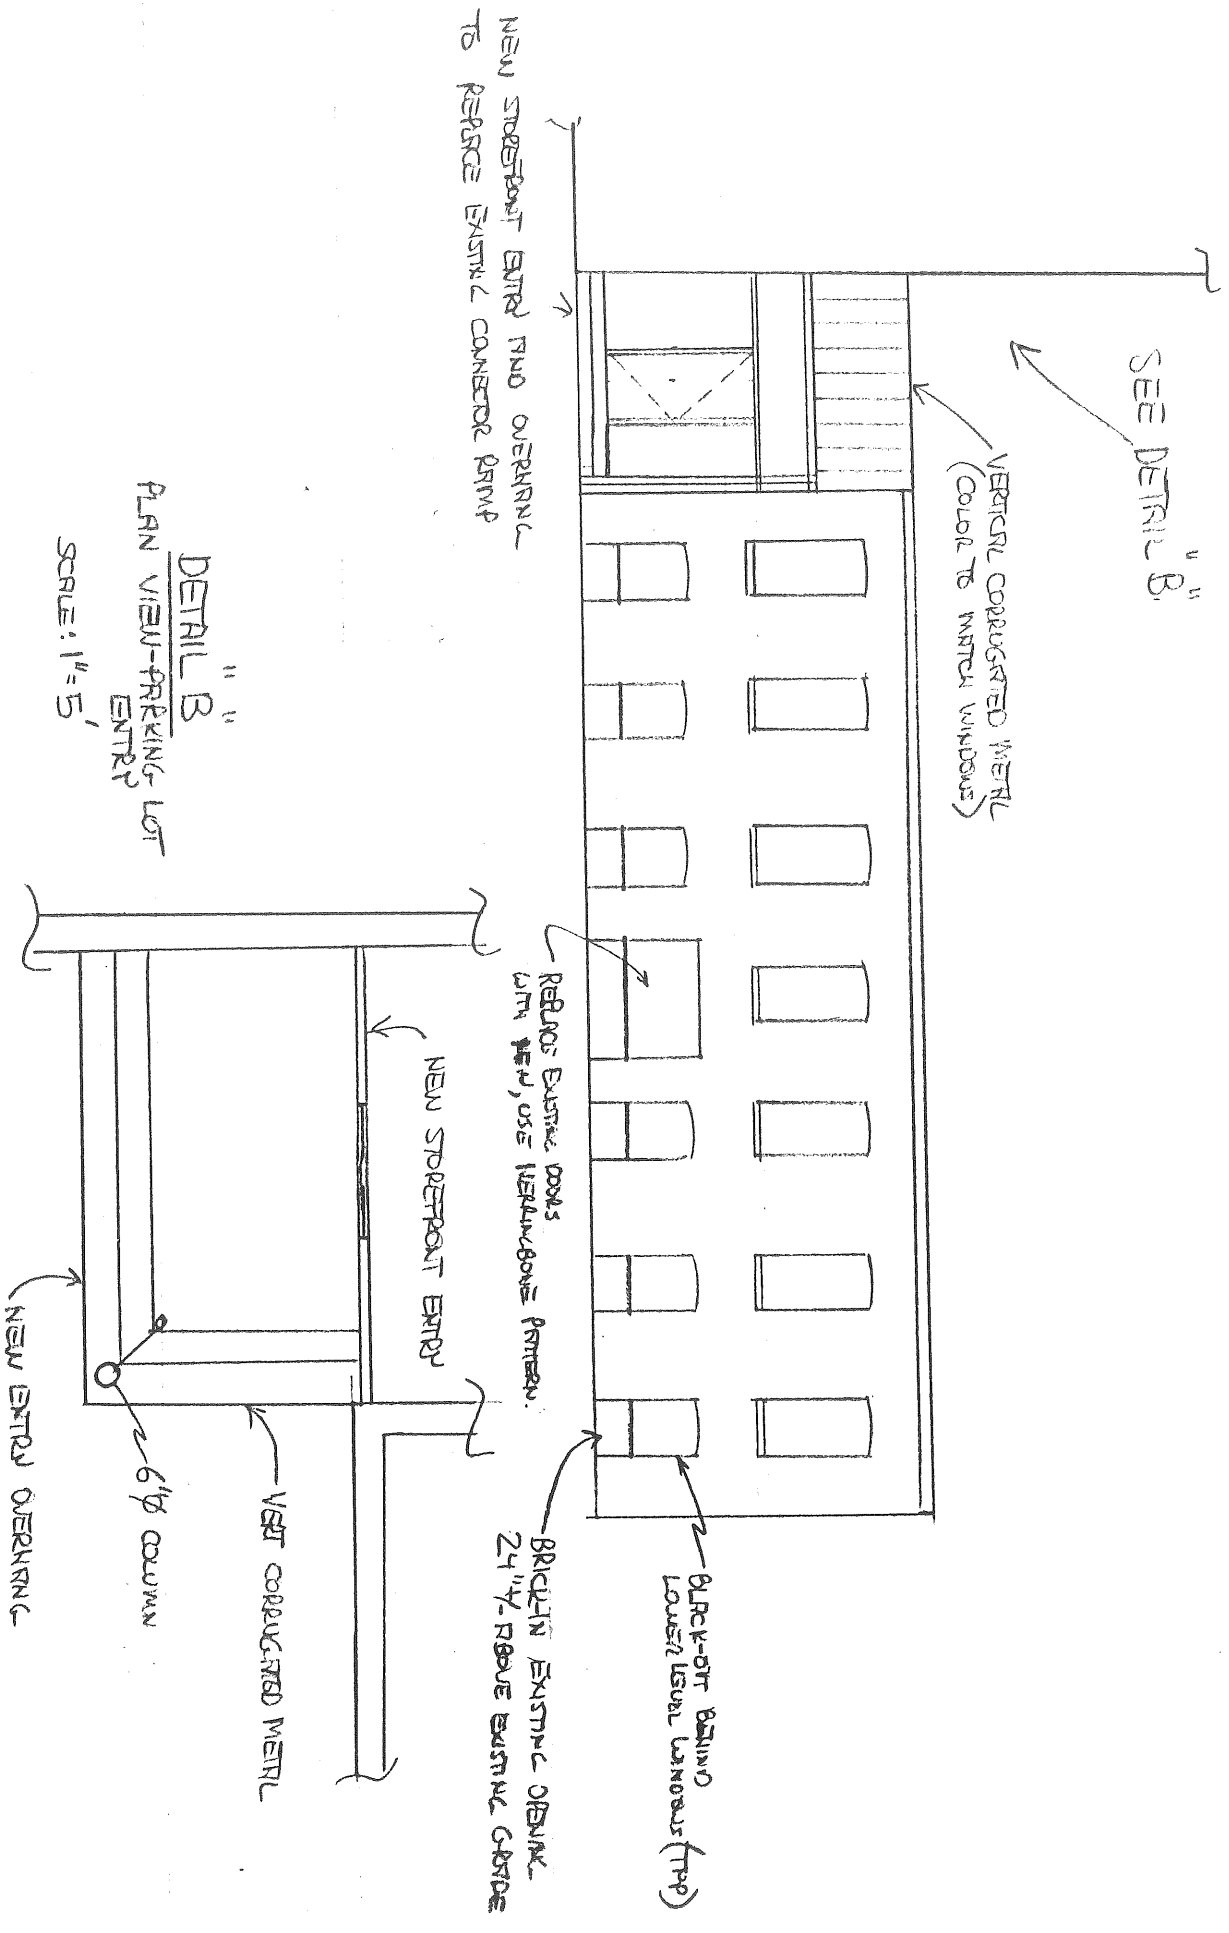 SEE DETAIL "B"
VERTICAL CORRUGATED METAL
(COLOR TO MATCH WINDOWS)
NEW STOREFRONT ENTRY AND OVERHANG
TO REPLACE EXISTING CONNECTOR RAMP
REPLACE EXISTING DOORS
WITH NEW, USE HERRINGBONE PATTERN.
BLACK-OUT BEHIND
LOWER LEVEL WINDOWS (TYP)
BRICK-IN EXISTING OPENING
24"+/- ABOVE EXISTING GRADE
DETAIL "B"
PLAN VIEW-PARKING LOT
ENTRY
SCALE: 1"=5'
NEW STOREFRONT ENTRY
VERT CORRUGATED METAL
6"Ø COLUMN
NEW ENTRY OVERHANG